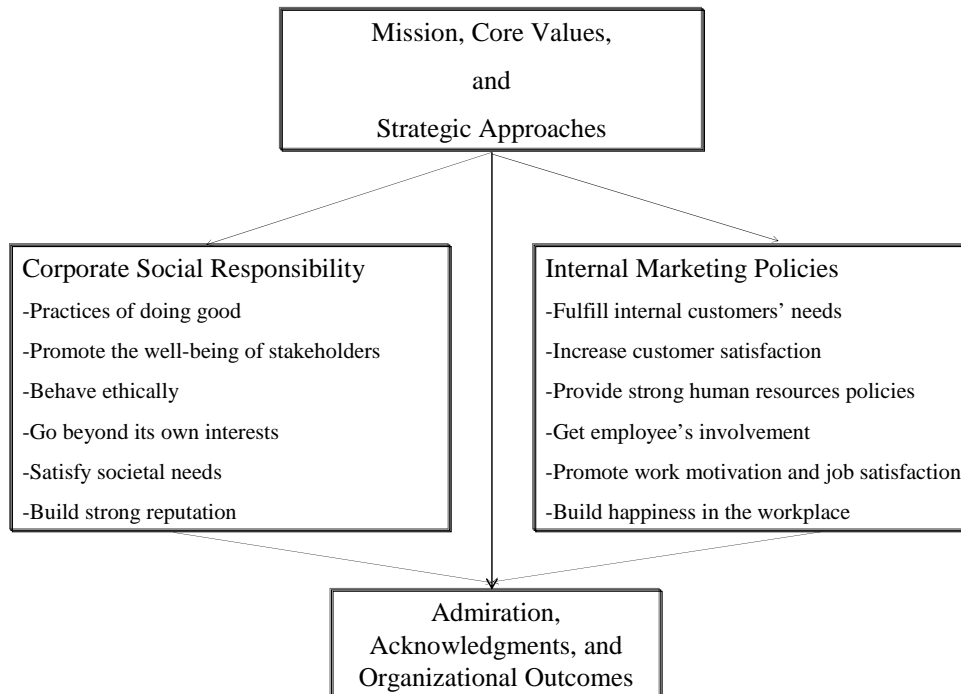 Mission, Core Values,
and
Strategic Approaches
Corporate Social Responsibility
-Practices of doing good
-Promote the well-being of stakeholders
-Behave ethically
-Go beyond its own interests
-Satisfy societal needs
-Build strong reputation
Internal Marketing Policies
-Fulfill internal customers’ needs
-Increase customer satisfaction
-Provide strong human resources policies
-Get employee’s involvement
-Promote work motivation and job satisfaction
-Build happiness in the workplace
Admiration,
Acknowledgments, and
Organizational Outcomes